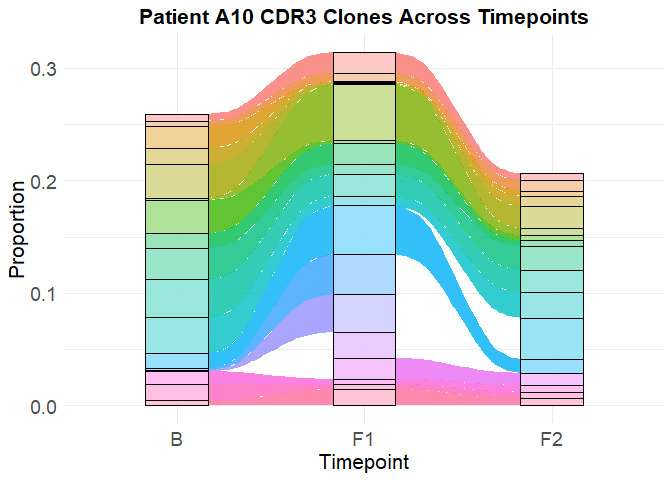 Patient A10 CDR3 Clones Across Timepoints
0.3
0.2
0.1
0.0
Proportion
B F1 F2
Timepoint